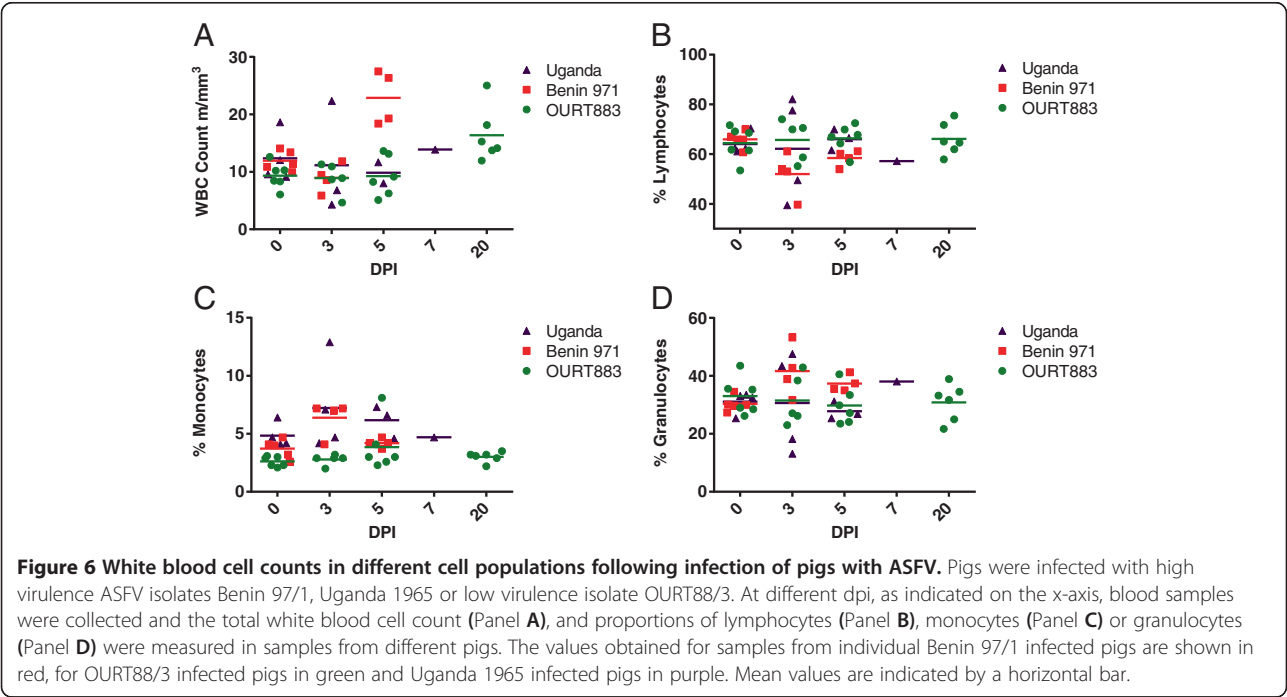 A
WBC Count m/mm³
30
20
10
0
0 3 5 7 20
DPI
Uganda
Benin 971
OURT883
B
% Lymphocytes
100
80
60
40
0 3 5 7 20
DPI
Uganda
Benin 971
OURT883
C
% Monocytes
15
10
5
0
0 3 5 7 20
DPI
Uganda
Benin 971
OURT883
D
% Granulocytes
60
40
20
0
0 3 5 7 20
DPI
Uganda
Benin 971
OURT883
Figure 6 White blood cell counts in different cell populations following infection of pigs with ASFV. Pigs were infected with high
virulence ASFV isolates Benin 97/1, Uganda 1965 or low virulence isolate OURT88/3. At different dpi, as indicated on the x-axis, blood samples
were collected and the total white blood cell count (Panel A), and proportions of lymphocytes (Panel B), monocytes (Panel C) or granulocytes
(Panel D) were measured in samples from different pigs. The values obtained for samples from individual Benin 97/1 infected pigs are shown in
red, for OURT88/3 infected pigs in green and Uganda 1965 infected pigs in purple. Mean values are indicated by a horizontal bar.